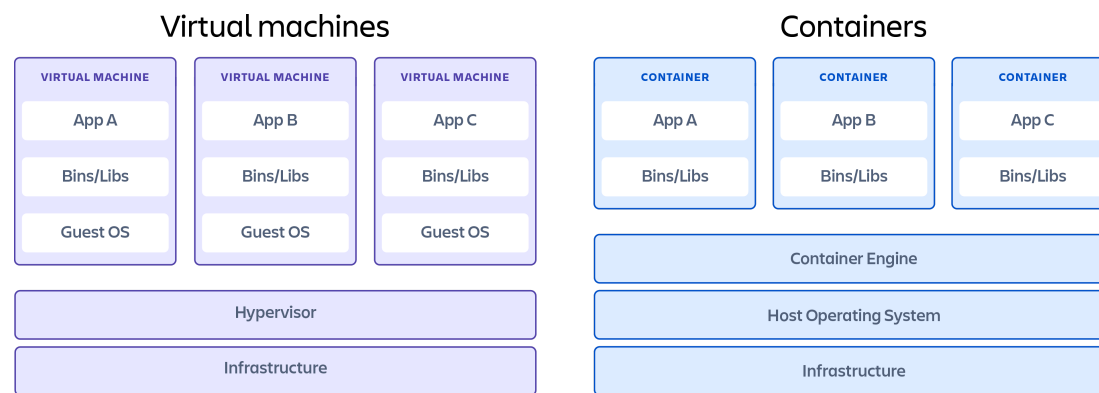 Virtual machines
VIRTUAL MACHINE
App A
Bins/Libs
Guest OS
VIRTUAL MACHINE
App B
Bins/Libs
Guest OS
VIRTUAL MACHINE
App C
Bins/Libs
Guest OS
Hypervisor
Infrastructure
Containers
CONTAINER
App A
Bins/Libs
CONTAINER
App B
Bins/Libs
CONTAINER
App C
Bins/Libs
Container Engine
Host Operating System
Infrastructure